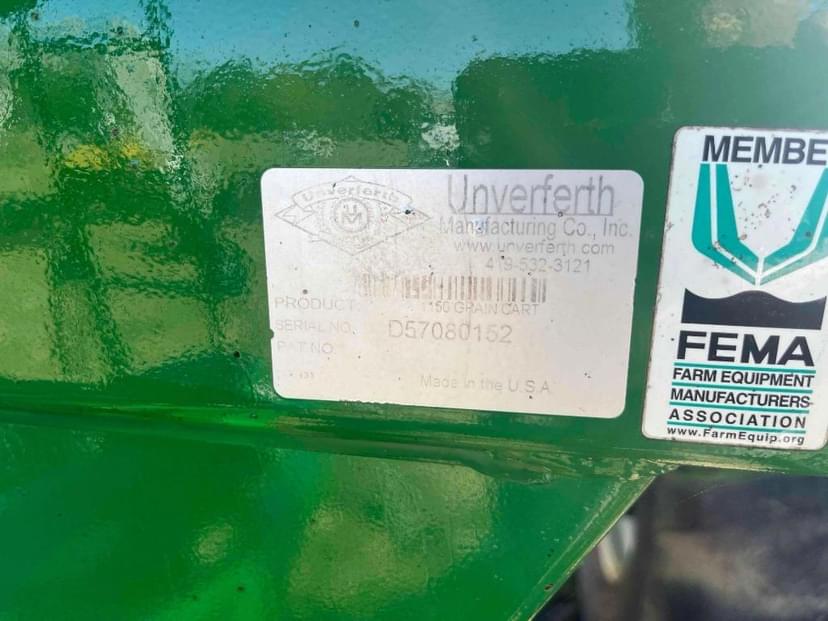 Unverferth
UM
Unverferth
Manufacturing Co., Inc.
www.unverferth.com
419-532-3121
PRODUCT: 1150 GRAIN CART
SERIAL NO. D57080152
PAT NO.
Made in the U.S.A
MEMBE
FEMA
FARM EQUIPMENT
MANUFACTURERS
ASSOCIATION
www.FarmEquip.org